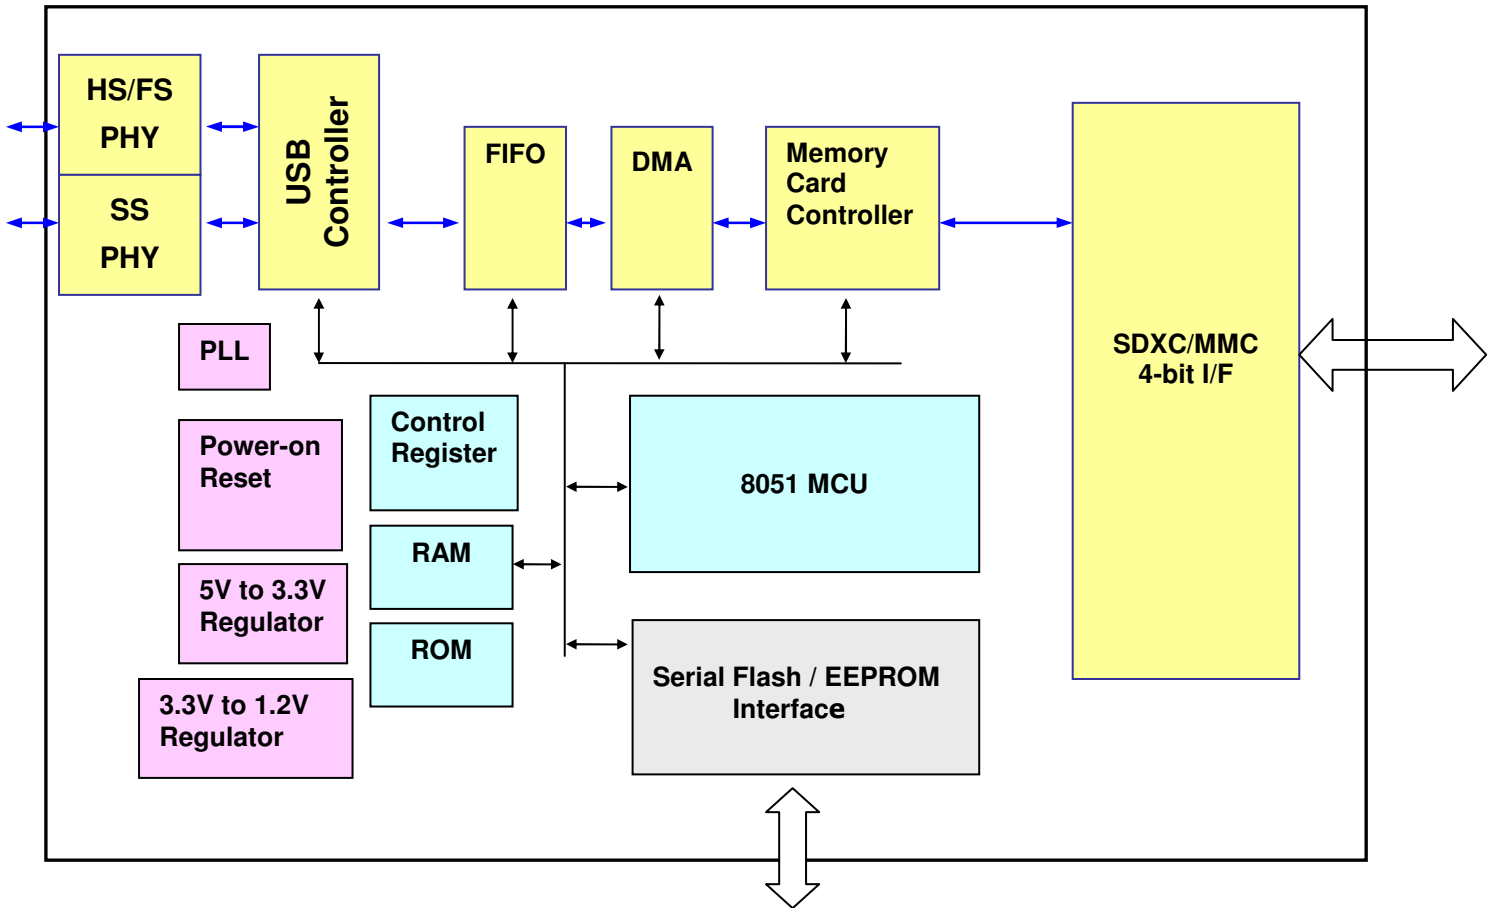 HS/FS
PHY
SS
PHY
USB
Controller
FIFO
DMA
Memory
Card
Controller
SDXC/MMC
4-bit I/F
PLL
Power-on
Reset
5V to 3.3V
Regulator
3.3V to 1.2V
Regulator
Control
Register
RAM
ROM
8051 MCU
Serial Flash / EEPROM
Interface